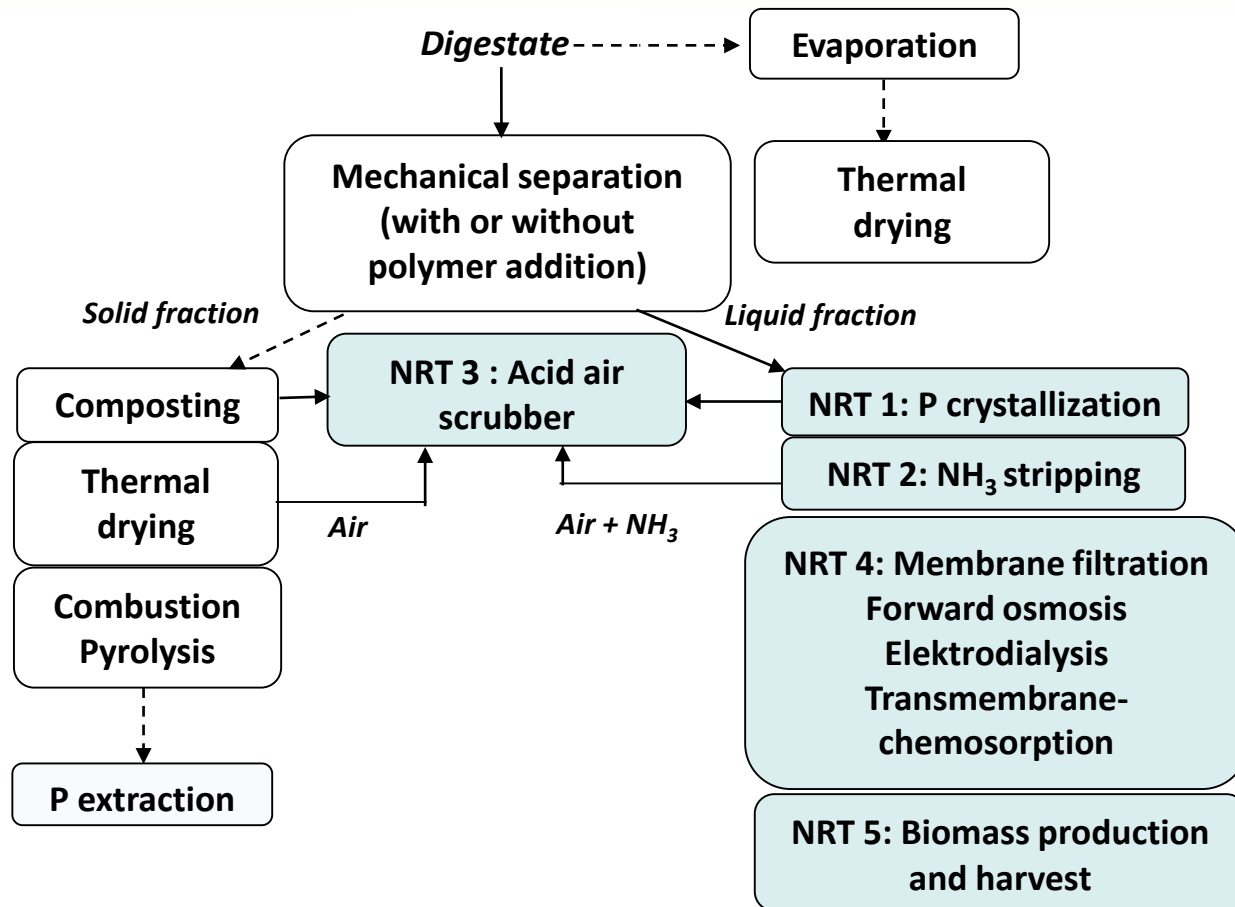 Digestate
Evaporation
Mechanical separation
(with or without
polymer addition)
Thermal
drying
Solid fraction
Liquid fraction
NRT 3 : Acid air
scrubber
Composting
NRT 1: P crystallization
Thermal
drying
NRT 2: NH₃ stripping
Air
Air + NH₃
Combustion
Pyrolysis
NRT 4: Membrane filtration
Forward osmosis
Elektrodialysis
Transmembrane-
chemosorption
P extraction
NRT 5: Biomass production
and harvest